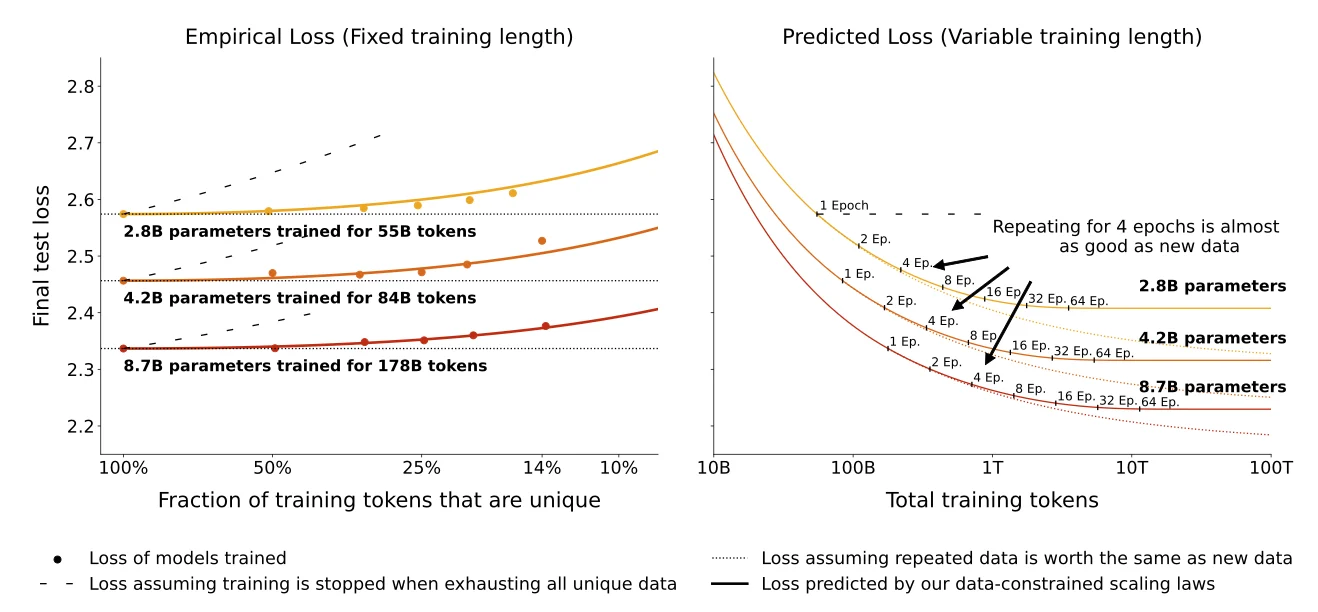 Empirical Loss (Fixed training length)
Final test loss
2.8
2.7
2.6
2.5
2.4
2.3
2.2
2.8B parameters trained for 55B tokens
4.2B parameters trained for 84B tokens
8.7B parameters trained for 178B tokens
100%
50%
25%
14%
10%
Fraction of training tokens that are unique
Predicted Loss (Variable training length)
1 Epoch
2 Ep.
4 Ep.
8 Ep.
16 Ep.
32 Ep.
64 Ep.
Repeating for 4 epochs is almost
as good as new data
2.8B parameters
1 Ep.
2 Ep.
4 Ep.
8 Ep.
16 Ep.
32 Ep.
64 Ep.
4.2B parameters
1 Ep.
2 Ep.
4 Ep.
8 Ep.
16 Ep.
32 Ep.
64 Ep.
8.7B parameters
10B
100B
1T
10T
100T
Total training tokens
Loss of models trained
Loss assuming training is stopped when exhausting all unique data
Loss assuming repeated data is worth the same as new data
Loss predicted by our data-constrained scaling laws